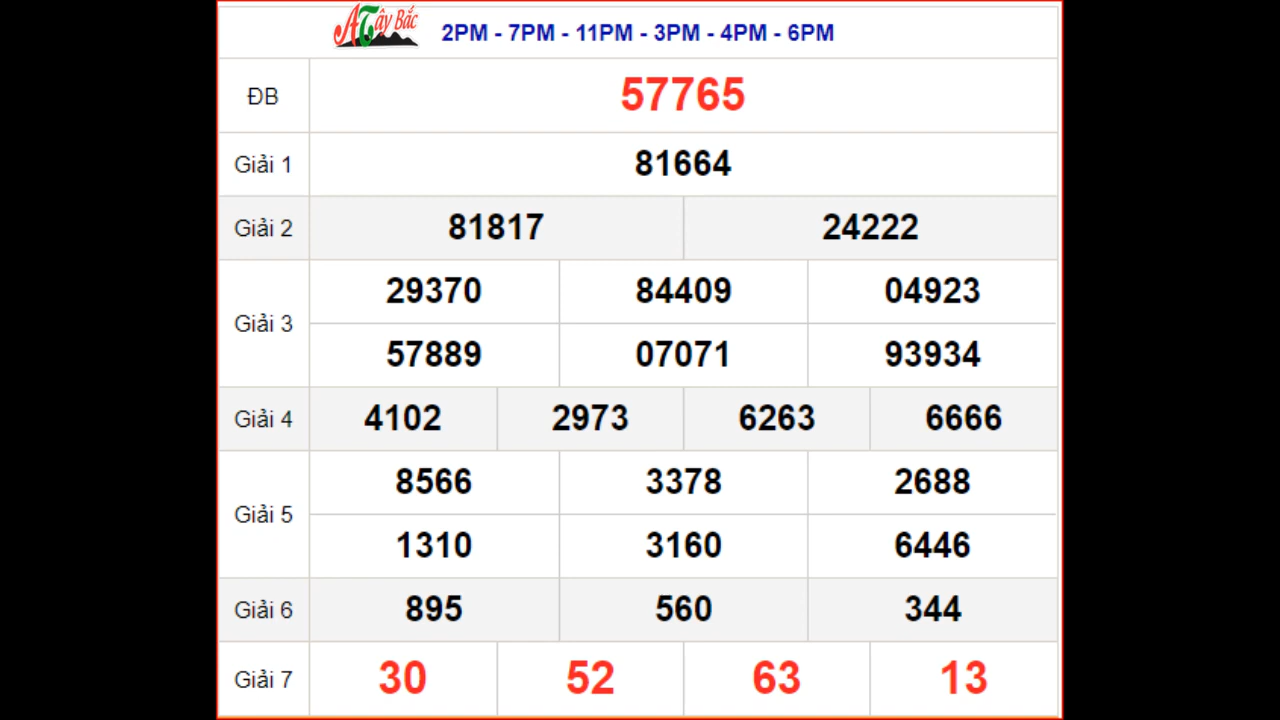 ATây Bắc 2PM - 7PM - 11PM - 3PM - 4PM - 6PM
ĐB 57765
Giải 1 81664
Giải 2 81817 24222
Giải 3
29370 84409 04923
57889 07071 93934
Giải 4 4102 2973 6263 6666
Giải 5
8566 3378 2688
1310 3160 6446
Giải 6 895 560 344
Giải 7 30 52 63 13